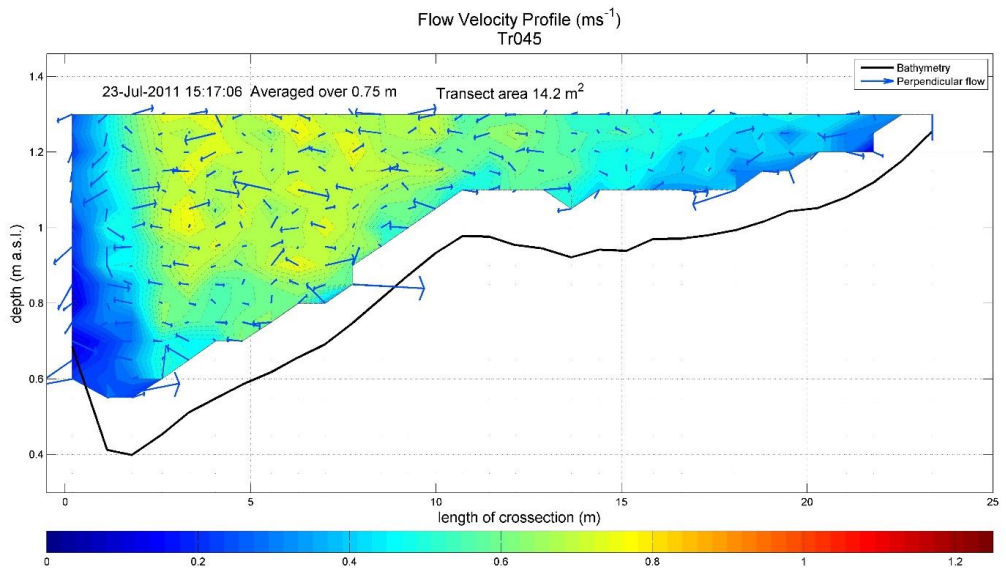 Flow Velocity Profile (ms-1)
Tr045
23-Jul-2011 15:17:06 Averaged over 0.75 m
Transect area 14.2 m2
Bathymetry
Perpendicular flow
1.4
1.2
1
0.8
0.6
0.4
depth (m a.s.l.)
0 5 10 15 20 25
length of crossection (m)
0 0.2 0.4 0.6 0.8 1 1.2